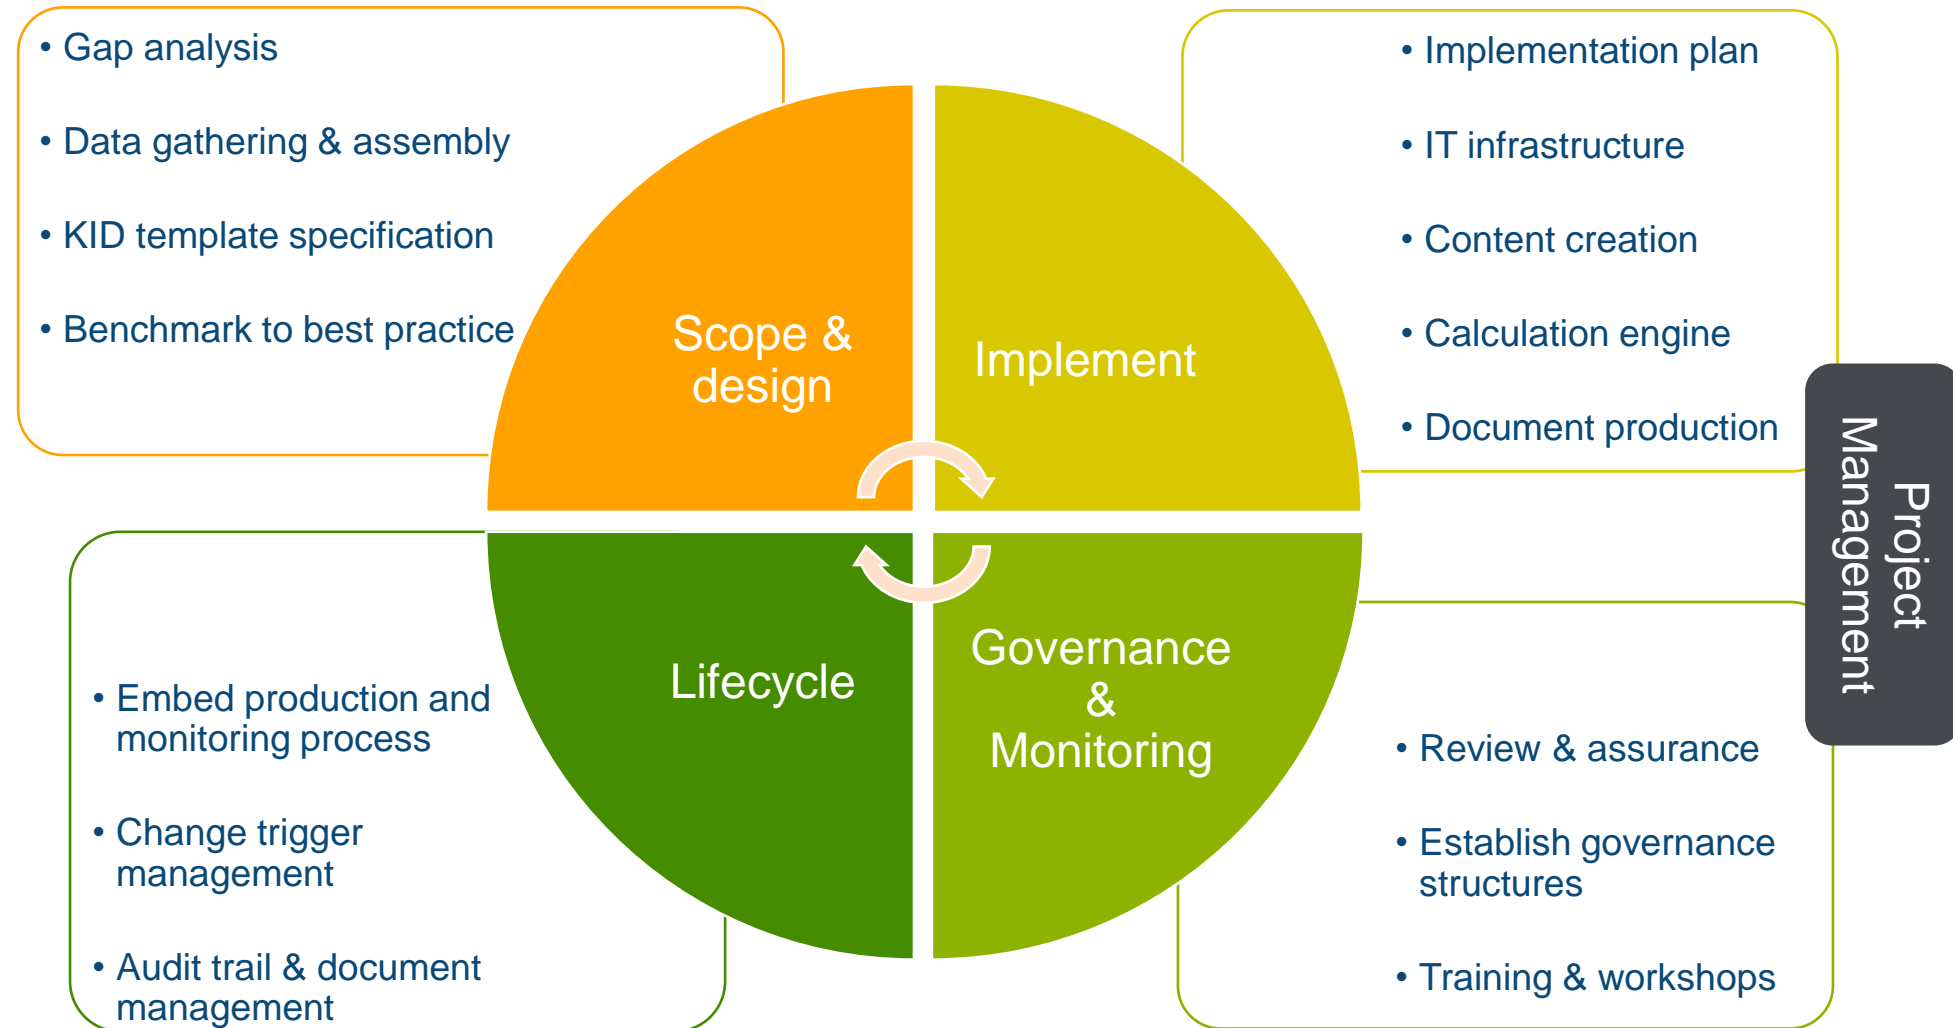 • Gap analysis
• Data gathering & assembly
• KID template specification
• Benchmark to best practice
Scope &
design
Implement
• Implementation plan
• IT infrastructure
• Content creation
• Calculation engine
• Document production
Project
Management
Lifecycle
• Embed production and
monitoring process
• Change trigger
management
• Audit trail & document
management
Governance
&
Monitoring
• Review & assurance
• Establish governance
structures
• Training & workshops